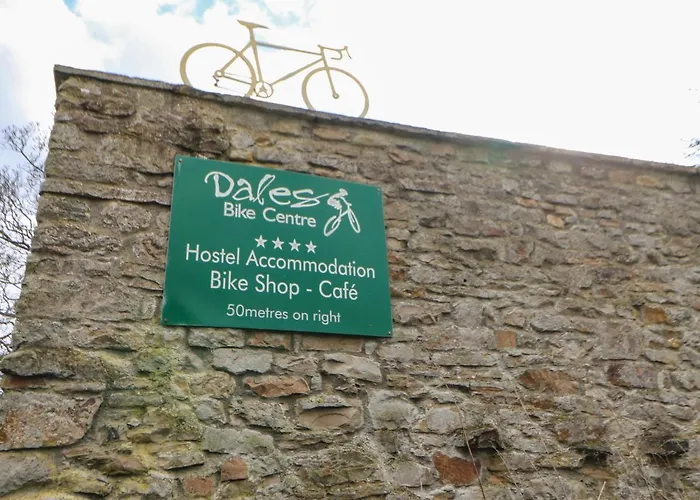 Dales
Bike Centre
★★★★
Hostel Accommodation
Bike Shop - Café
50metres on right